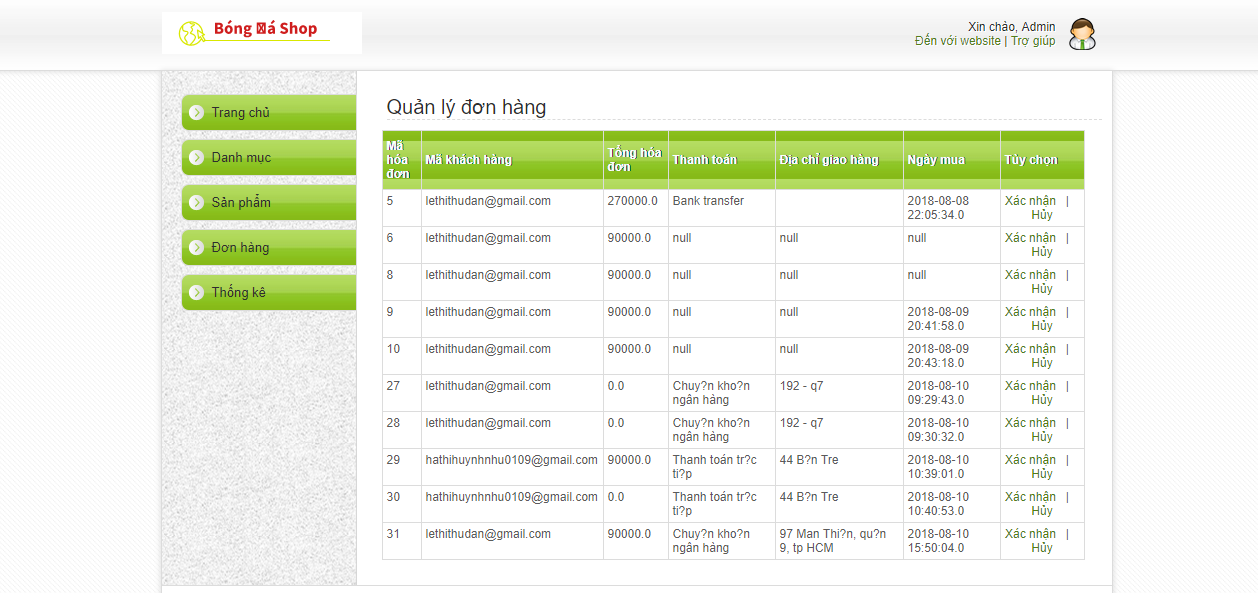 Bóng Đá Shop
Xin chảo, Admin
Đến với website | Trợ giúp
Trang chủ
Danh mục
Sản phẩm
Đơn hàng
Thống kê
Quản lý đơn hàng
Mã hóa đơn Mã khách hàng Tổng hóa đơn Thanh toán Địa chỉ giao hàng Ngày mua Tùy chọn
5 lethithudan@gmail.com 270000.0 Bank transfer 2018-08-08 22:05:34.0 Xác nhận | Hủy
6 lethithudan@gmail.com 90000.0 null null null Xác nhận | Hủy
8 lethithudan@gmail.com 90000.0 null null null Xác nhận | Hủy
9 lethithudan@gmail.com 90000.0 null null 2018-08-09 20:41:58.0 Xác nhận | Hủy
10 lethithudan@gmail.com 90000.0 null null 2018-08-09 20:43:18.0 Xác nhận | Hủy
27 lethithudan@gmail.com 0.0 Chuy?n kho?n ngân hàng 192 - q7 2018-08-10 09:29:43.0 Xác nhận | Hủy
28 lethithudan@gmail.com 0.0 Chuy?n kho?n ngân hàng 192 - q7 2018-08-10 09:30:32.0 Xác nhận | Hủy
29 hathihuynhnhu0109@gmail.com 90000.0 Thanh toán tr?c ti?p 44 B?n Tre 2018-08-10 10:39:01.0 Xác nhận | Hủy
30 hathihuynhnhu0109@gmail.com 0.0 Thanh toán tr?c ti?p 44 B?n Tre 2018-08-10 10:40:53.0 Xác nhận | Hủy
31 lethithudan@gmail.com 90000.0 Chuy?n kho?n ngân hàng 97 Man Thi?n, qu?n 9, tp HCM 2018-08-10 15:50:04.0 Xác nhận | Hủy